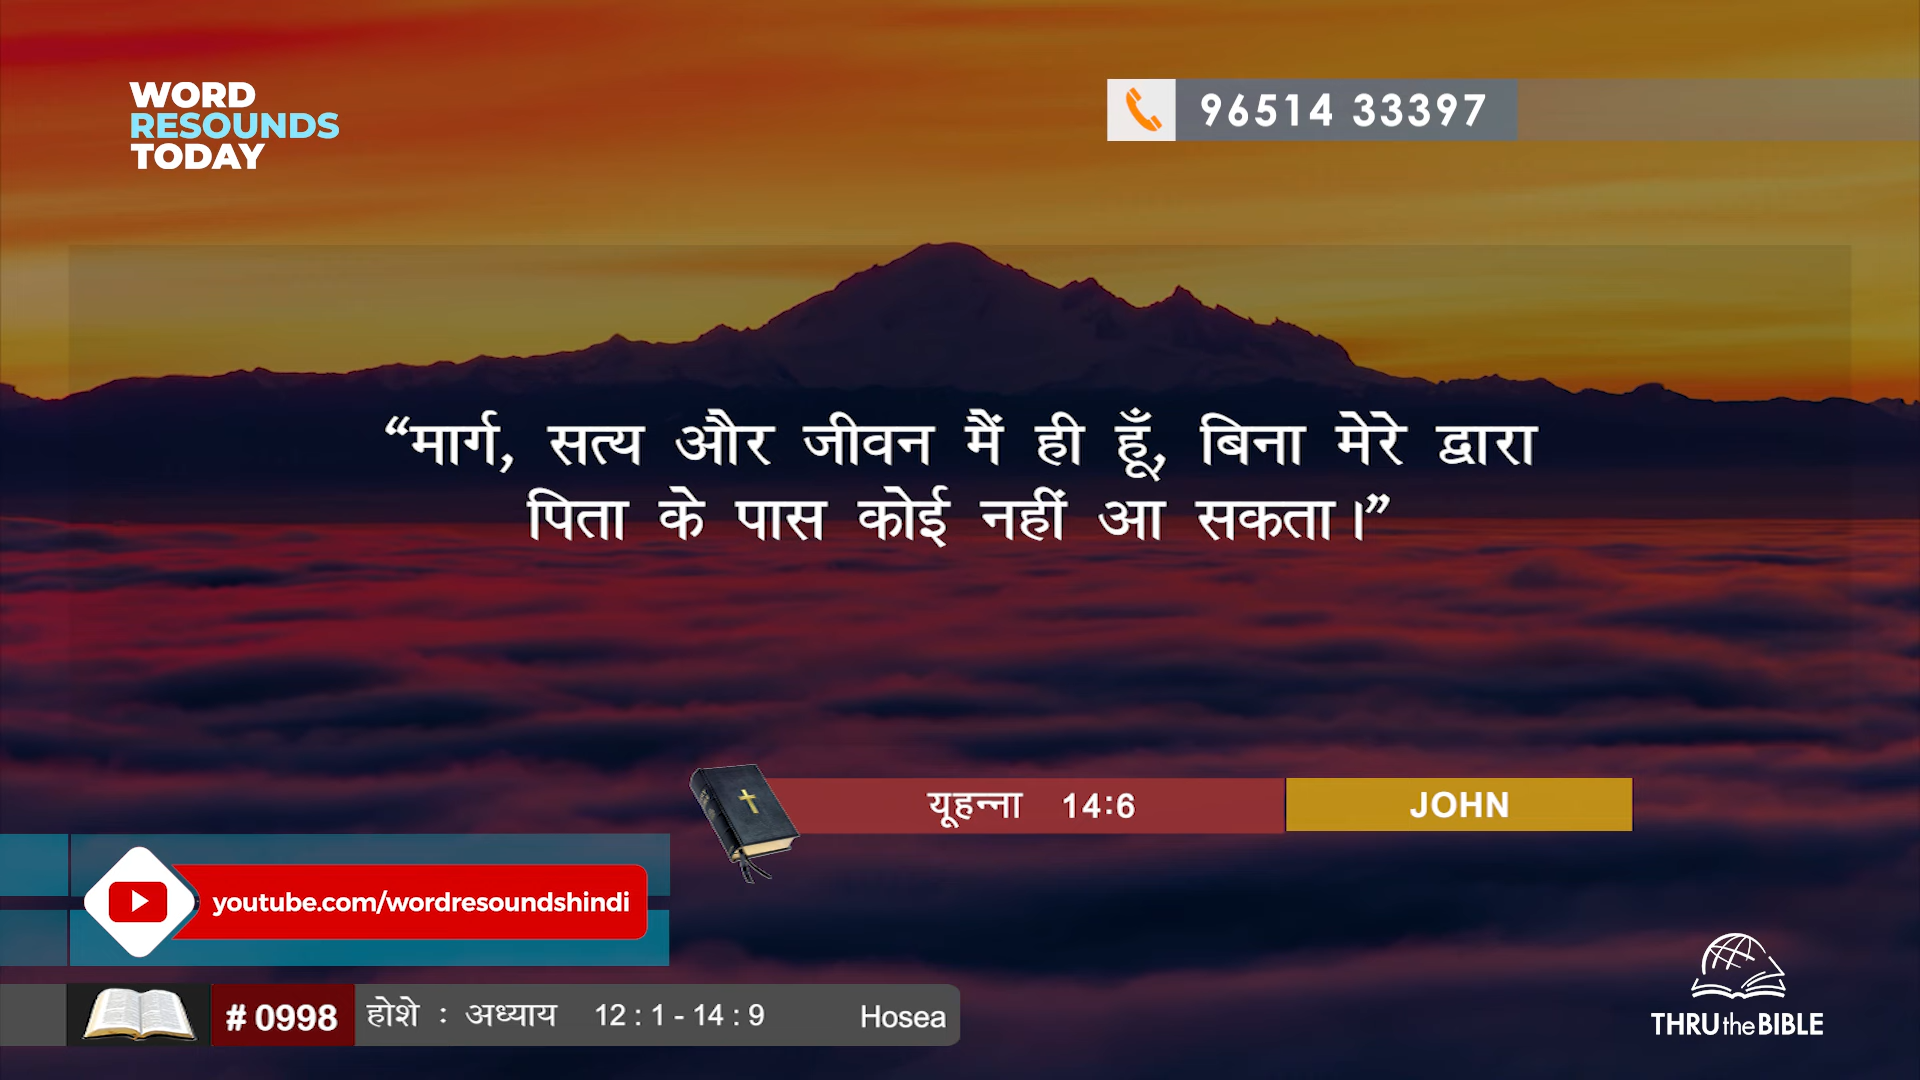 WORD
RESOUNDS
TODAY
96514 33397
“मार्ग, सत्य और जीवन मैं ही हूँ, बिना मेरे द्वारा
पिता के पास कोई नहीं आ सकता।”
यूहन्ना 14:6 JOHN
youtube.com/wordresoundshindi
# 0998 होशे : अध्याय 12 : 1 - 14 : 9 Hosea
THRU the BIBLE